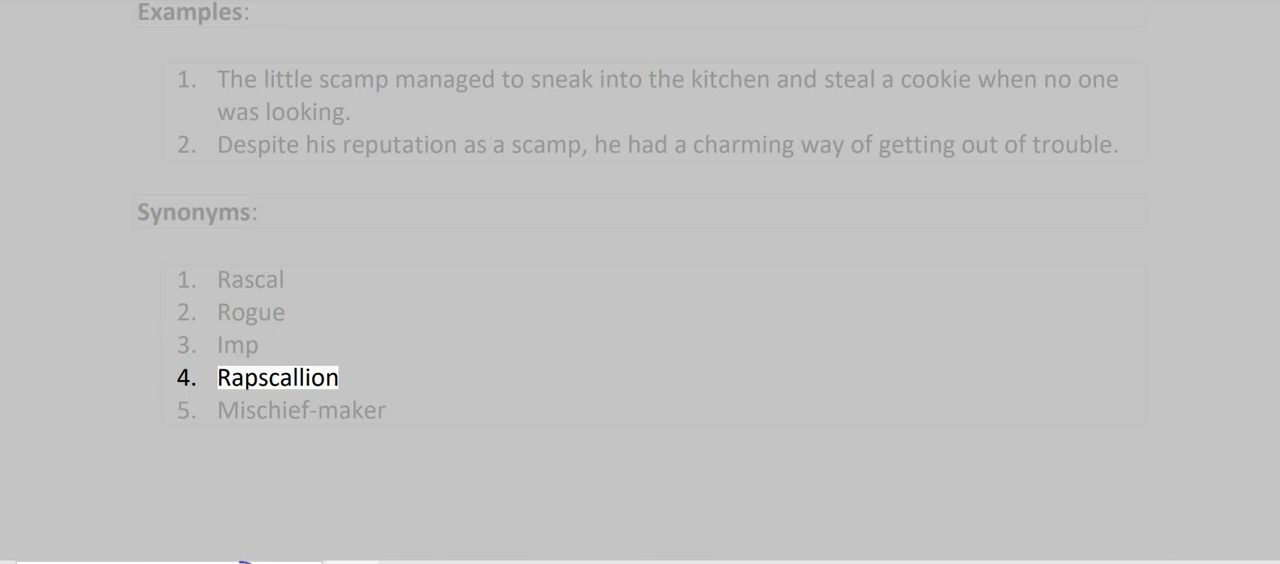 Examples:
1. The little scamp managed to sneak into the kitchen and steal a cookie when no one
was looking.
2. Despite his reputation as a scamp, he had a charming way of getting out of trouble.
Synonyms:
1. Rascal
2. Rogue
3. Imp
4. Rapscallion
5. Mischief-maker